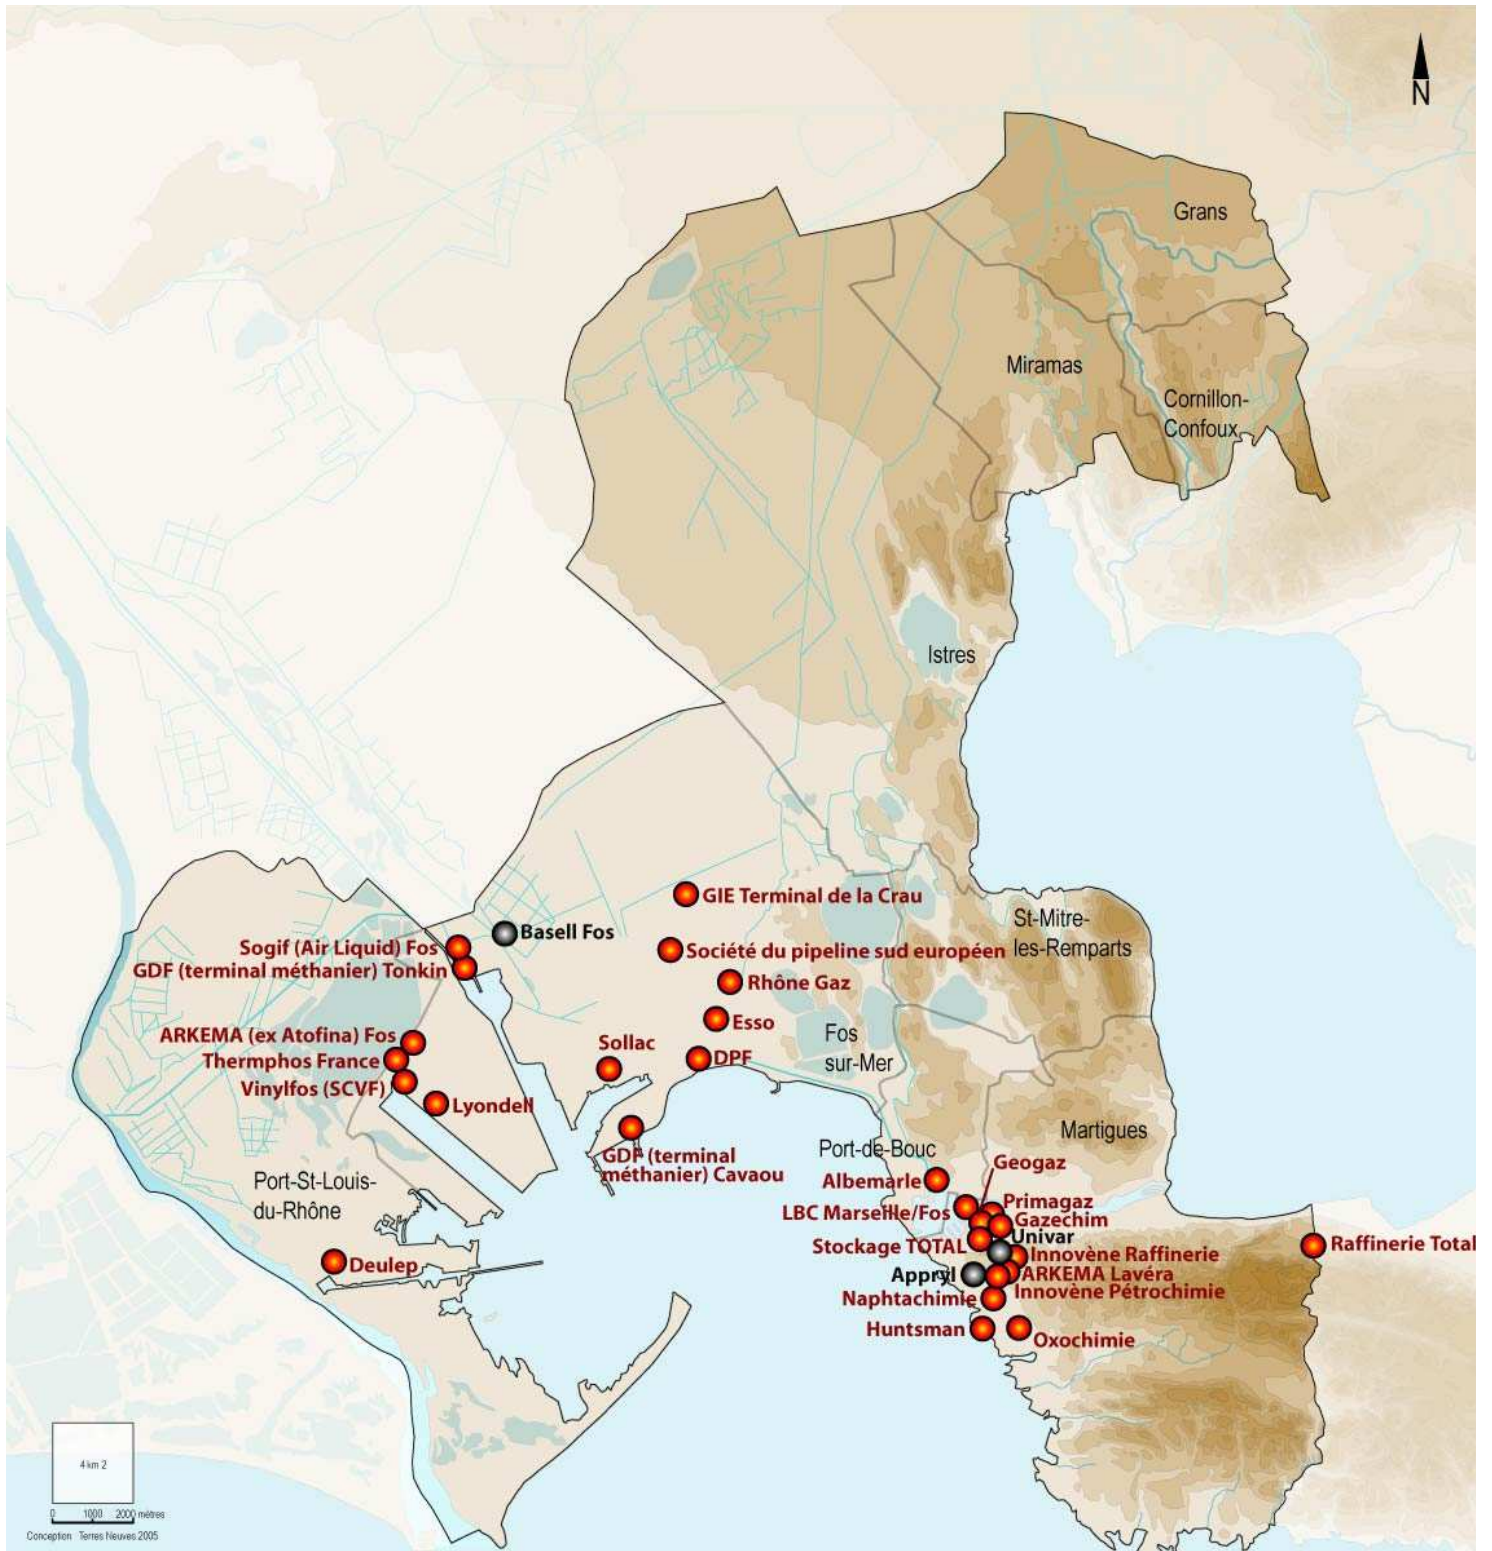 N
Grans
Miramas
Cornillon-
Confoux
Istres
GIE Terminal de la Crau
St-Mitre-
les-Remparts
Basell Fos
Sogif (Air Liquid) Fos
Société du pipeline sud européen
GDF (terminal méthanier) Tonkin
Rhône Gaz
Esso
ARKEMA (ex Atofina) Fos
Fos
sur-Mer
Sollac
Thermphos France
DPF
Vinylfos (SCVF)
Lyondell
Martigues
Port-de-Bouc
GDF (terminal
méthanier) Cavaou
Geogaz
Albemarle
Port-St-Louis-
du-Rhône
Primagaz
LBC Marseille/Fos
Gazechim
Univar
Stockage TOTAL
Raffinerie Total
Innovène Raffinerie
Deulep
Appryl
ARKEMA Lavéra
Innovène Pétrochimie
Naphtachimie
Huntsman
Oxochimie
4 km 2
0 1000 2000 mètres
Conception Terres Neuves 2005